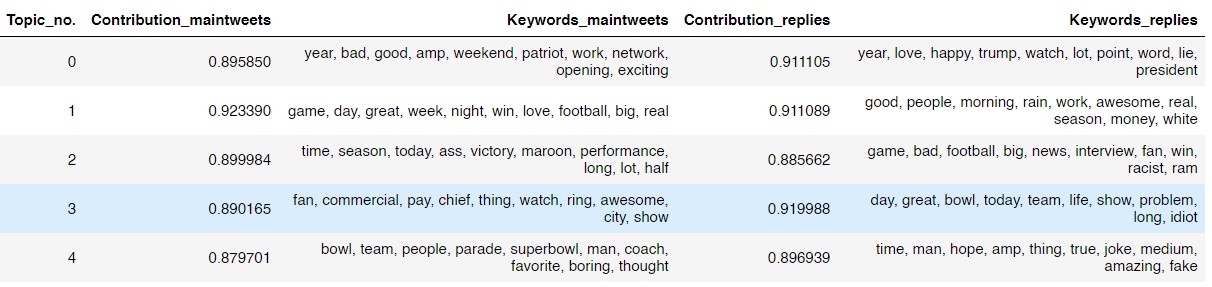 Topic_no. Contribution_maintweets Keywords_maintweets Contribution_replies Keywords_replies
0 0.895850 year, bad, good, amp, weekend, patriot, work, network, opening, exciting 0.911105 year, love, happy, trump, watch, lot, point, word, lie, president
1 0.923390 game, day, great, week, night, win, love, football, big, real 0.911089 good, people, morning, rain, work, awesome, real, season, money, white
2 0.899984 time, season, today, ass, victory, maroon, performance, long, lot, half 0.885662 game, bad, football, big, news, interview, fan, win, racist, ram
3 0.890165 fan, commercial, pay, chief, thing, watch, ring, awesome, city, show 0.919988 day, great, bowl, today, team, life, show, problem, long, idiot
4 0.879701 bowl, team, people, parade, superbowl, man, coach, favorite, boring, thought 0.896939 time, man, hope, amp, thing, true, joke, medium, amazing, fake